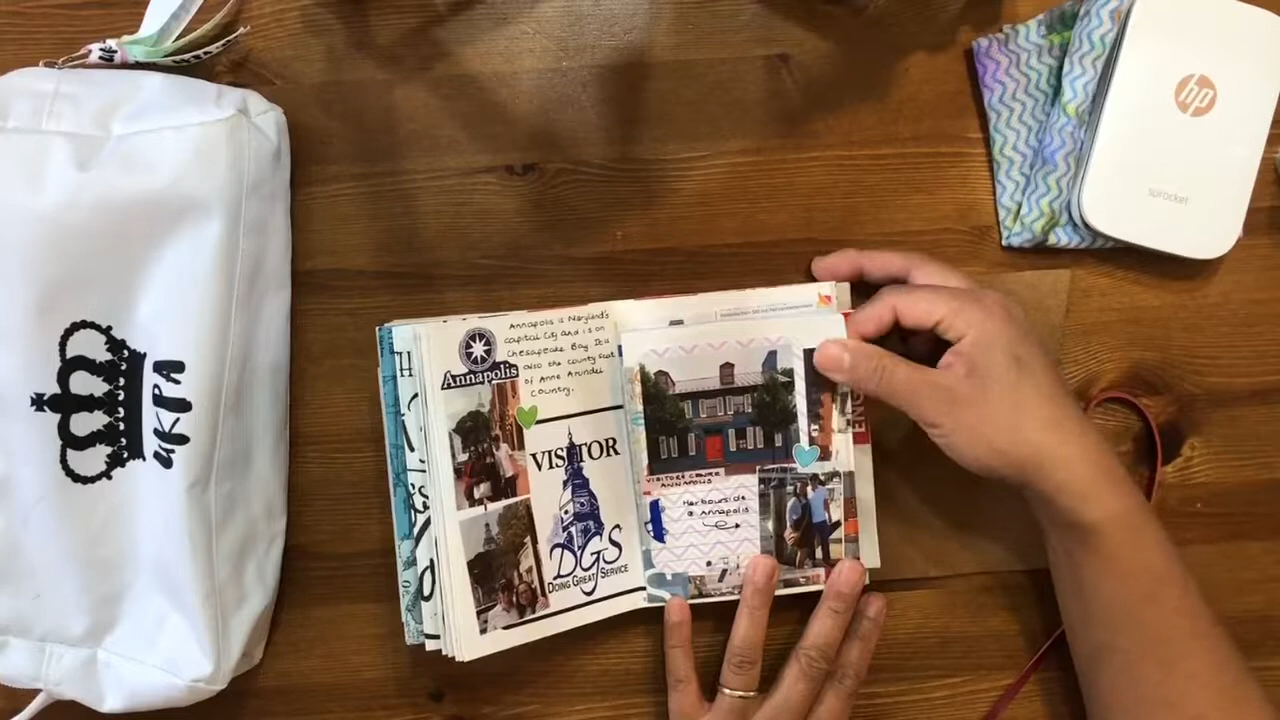 hp
sprocket
UKPA
Annapolis is Maryland's
capital City and is on
Chesapeake Bay. It is
also the county seat
of Anne Arundel
Country.
Annapolis
VISITOR
DGS
DOING GREAT SERVICE
VISITORS CENTRE
ANNAPOLIS
Harbourside
@ Annapolis
ENG